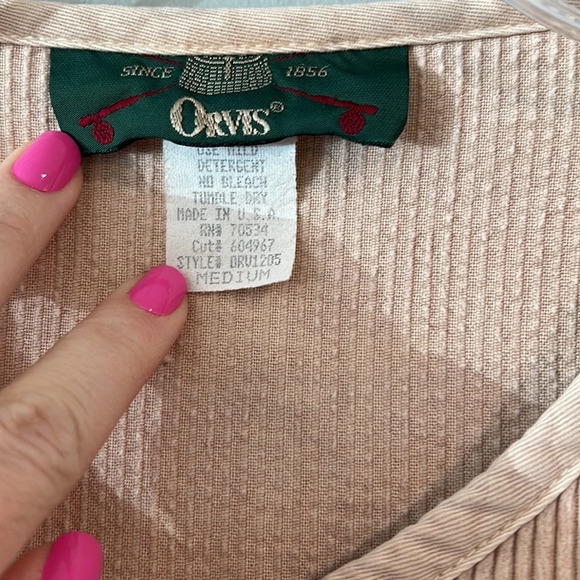 SINCE 1856
ORVIS®
USE MILD
DETERGENT
NO BLEACH
TUMBLE DRY
MADE IN U.S.A
RN# 70534
Cut# 604967
STYLE# ORV1205
MEDIUM